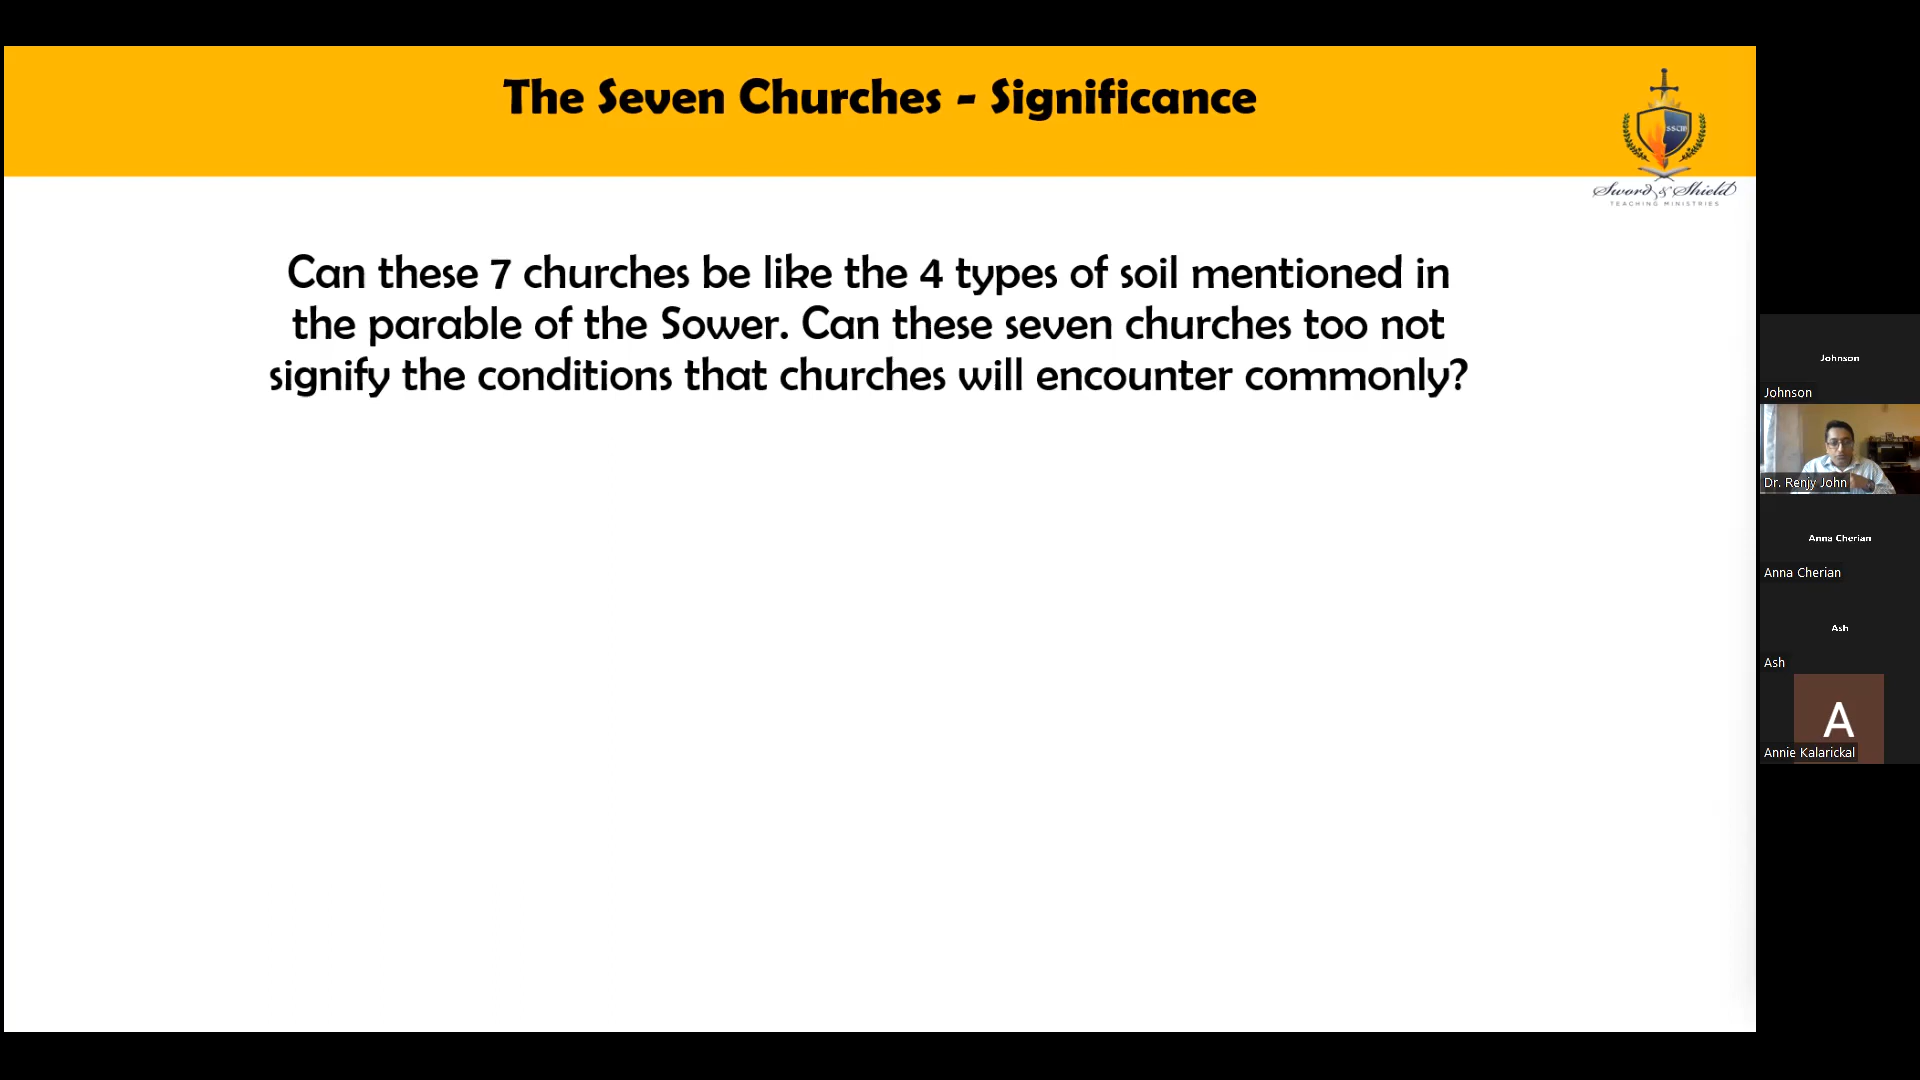 The Seven Churches - Significance
SSTM
Sword & Shield
TEACHING MINISTRIES
Can these 7 churches be like the 4 types of soil mentioned in
the parable of the Sower. Can these seven churches too not
signify the conditions that churches will encounter commonly?
Johnson
Johnson
Dr. Renjy John
Anna Cherian
Anna Cherian
Ash
Ash
A
Annie Kalarickal